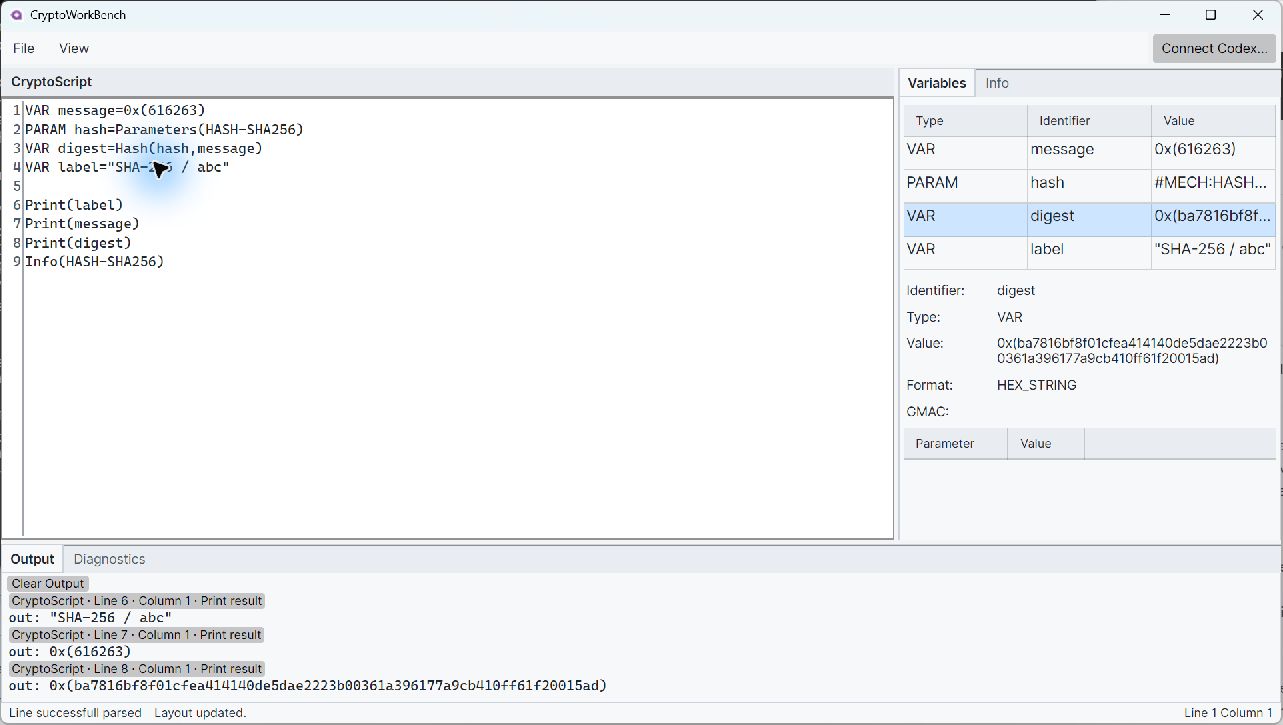 CryptoWorkBench
File View Connect Codex...
CryptoScript
1 VAR message=0x(616263)
2 PARAM hash=Parameters(HASH-SHA256)
3 VAR digest=Hash(hash,message)
4 VAR label="SHA-256 / abc"
5
6 Print(label)
7 Print(message)
8 Print(digest)
9 Info(HASH-SHA256)
Variables Info
Type Identifier Value
VAR message 0x(616263)
PARAM hash #MECH:HASH...
VAR digest 0x(ba7816bf8f...
VAR label "SHA-256 / abc"
Identifier: digest
Type: VAR
Value: 0x(ba7816bf8f01cfea414140de5dae2223b0
0361a396177a9cb410ff61f20015ad)
Format: HEX_STRING
GMAC:
Parameter Value
Output Diagnostics
Clear Output
CryptoScript · Line 6 · Column 1 · Print result
out: "SHA-256 / abc"
CryptoScript · Line 7 · Column 1 · Print result
out: 0x(616263)
CryptoScript · Line 8 · Column 1 · Print result
out: 0x(ba7816bf8f01cfea414140de5dae2223b00361a396177a9cb410ff61f20015ad)
Line successfull parsed Layout updated. Line 1 Column 1